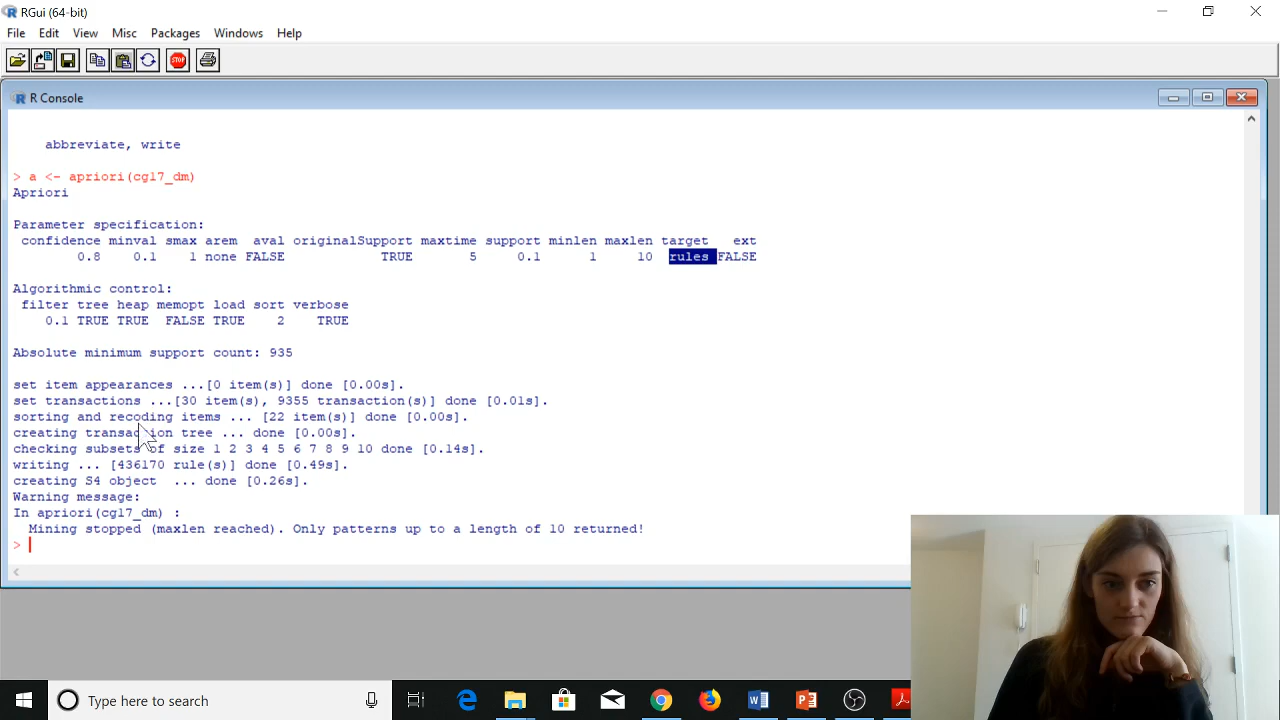 RGui (64-bit)
File Edit View Misc Packages Windows Help
STOP
R Console
abbreviate, write
> a <- apriori(cg17_dm)
Apriori
Parameter specification:
confidence minval smax arem aval originalSupport maxtime support minlen maxlen target ext
0.8 0.1 1 none FALSE TRUE 5 0.1 1 10 rules FALSE
Algorithmic control:
filter tree heap memopt load sort verbose
0.1 TRUE TRUE FALSE TRUE 2 TRUE
Absolute minimum support count: 935
set item appearances ...[0 item(s)] done [0.00s].
set transactions ...[30 item(s), 9355 transaction(s)] done [0.01s].
sorting and recoding items ... [22 item(s)] done [0.00s].
creating transaction tree ... done [0.00s].
checking subsets of size 1 2 3 4 5 6 7 8 9 10 done [0.14s].
writing ... [436170 rule(s)] done [0.49s].
creating S4 object ... done [0.26s].
Warning message:
In apriori(cg17_dm) :
Mining stopped (maxlen reached). Only patterns up to a length of 10 returned!
>
Type here to search